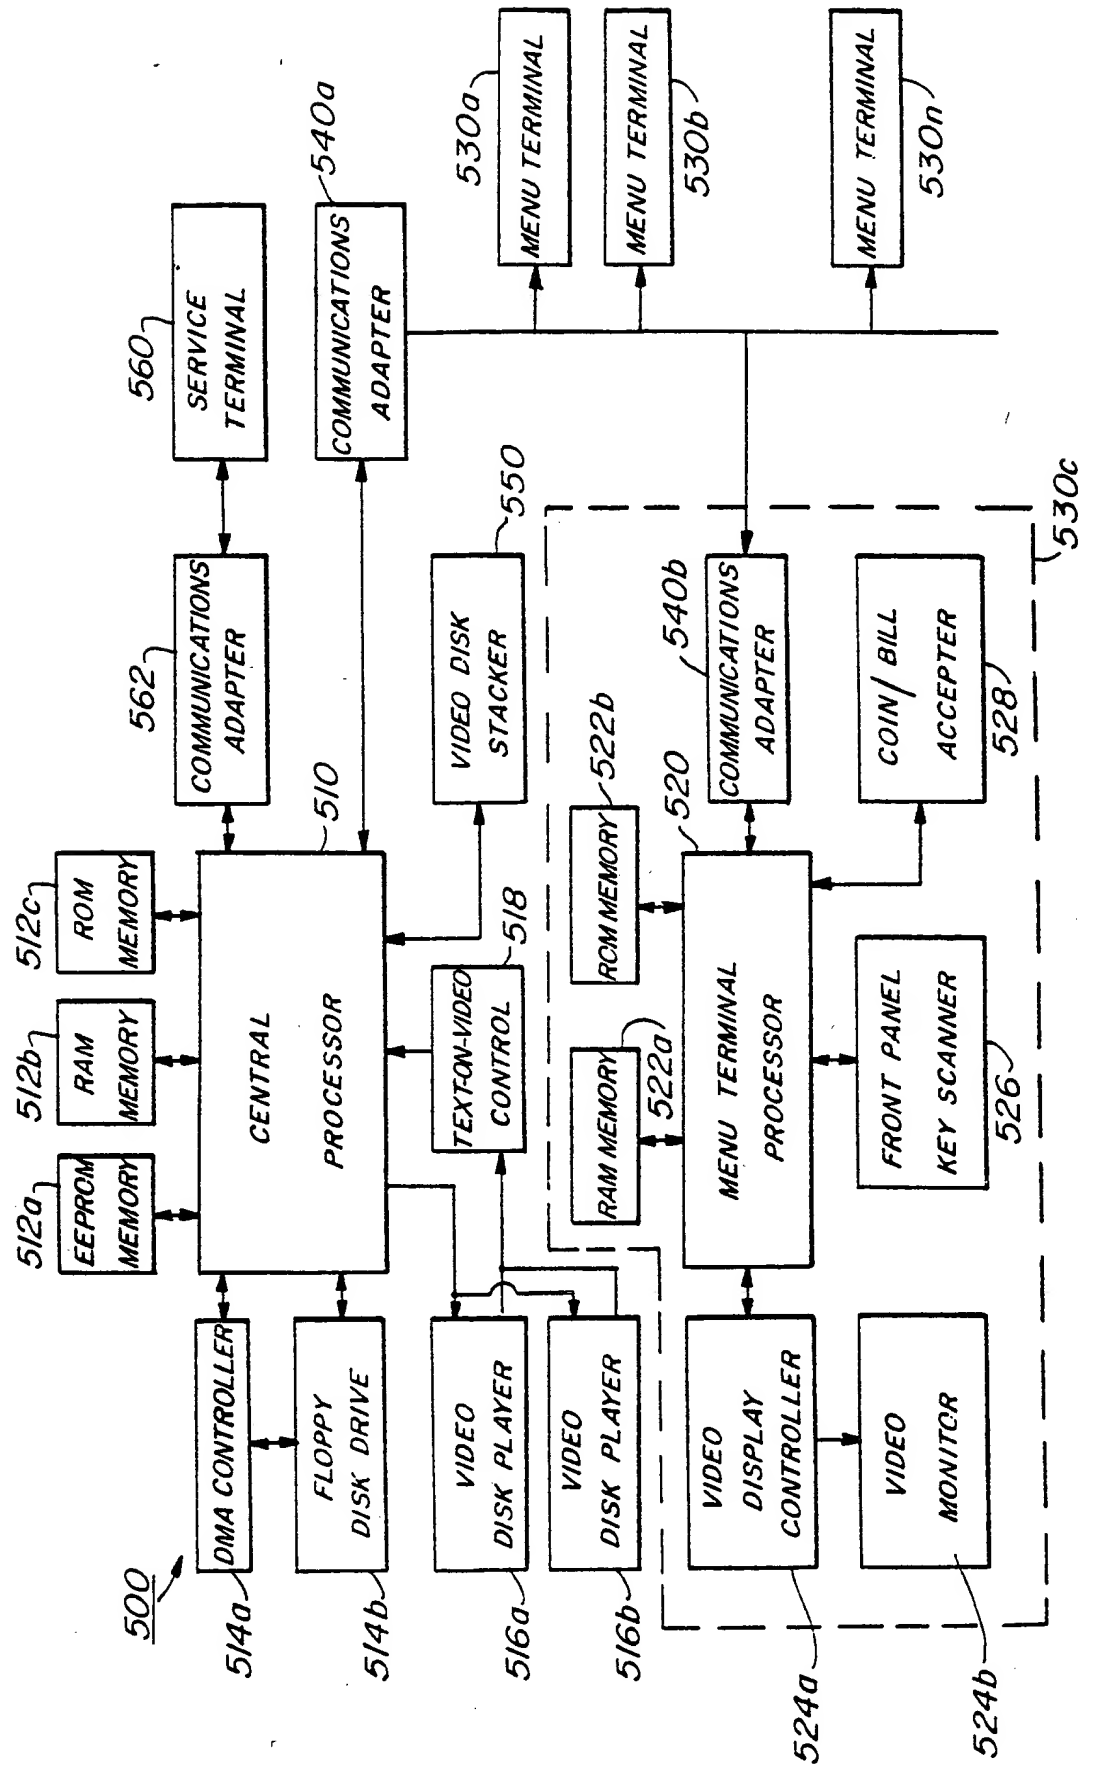 500
512a
EEPROM
MEMORY
512b
RAM
MEMORY
512c
ROM
MEMORY
562
COMMUNICATIONS
ADAPTER
560
SERVICE
TERMINAL
514a
DMA CONTROLLER
514b
FLOPPY
DISK DRIVE
CENTRAL
PROCESSOR
510
COMMUNICATIONS
ADAPTER
540a
516a
VIDEO
DISK PLAYER
516b
VIDEO
DISK PLAYER
TEXT-ON-VIDEO
CONTROL
518
VIDEO DISK
STACKER
550
MENU TERMINAL
530a
MENU TERMINAL
530b
MENU TERMINAL
530n
RAM MEMORY
522a
ROM MEMORY
522b
524a
VIDEO
DISPLAY
CONTROLLER
MENU TERMINAL
PROCESSOR
520
COMMUNICATIONS
ADAPTER
540b
524b
VIDEO
MONITOR
FRONT PANEL
KEY SCANNER
526
COIN/BILL
ACCEPTER
528
530c